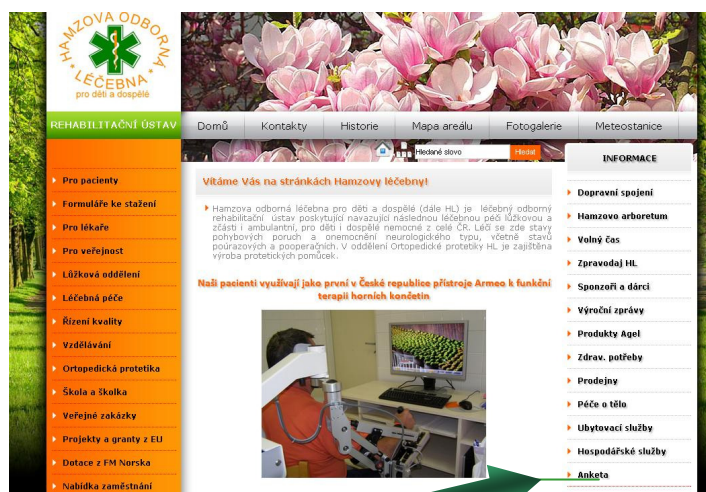 HAMZOVA ODBORNÁ
LÉČEBNA
pro děti a dospělé
REHABILITAČNÍ ÚSTAV
Domů
Kontakty
Historie
Mapa areálu
Fotogalerie
Meteostanice
Hledané slovo
Hledat
Pro pacienty
Formuláře ke stažení
Pro lékaře
Pro veřejnost
Lůžková oddělení
Léčebná péče
Řízení kvality
Vzdělávání
Ortopedická protetika
Škola a školka
Veřejné zakázky
Projekty a granty z EU
Dotace z FM Norska
Nabídka zaměstnání
Vítáme Vás na stránkách Hamzovy léčebny!
Hamzova odborná léčebna pro děti a dospělé (dále HL) je léčebný odborný
rehabilitační ústav poskytující navazující následnou léčebnou péči lůžkovou a
zčásti i ambulantní, pro děti i dospělé nemocné z celé ČR. Léčí se zde stavy
pohybových poruch a onemocnění neurologického typu, včetně stavů
poúrazových a pooperačních. V oddělení Ortopedické protetiky HL je zajištěna
výroba protetických pomůcek.
Naši pacienti využívají jako první v České republice přístroje Armeo k funkční
terapii horních končetin
INFORMACE
Dopravní spojení
Hamzovo arboretum
Volný čas
Zpravodaj HL
Sponzoři a dárci
Výroční zprávy
Produkty Agel
Zdrav. potřeby
Prodejny
Péče o tělo
Ubytovací služby
Hospodářské služby
Anketa